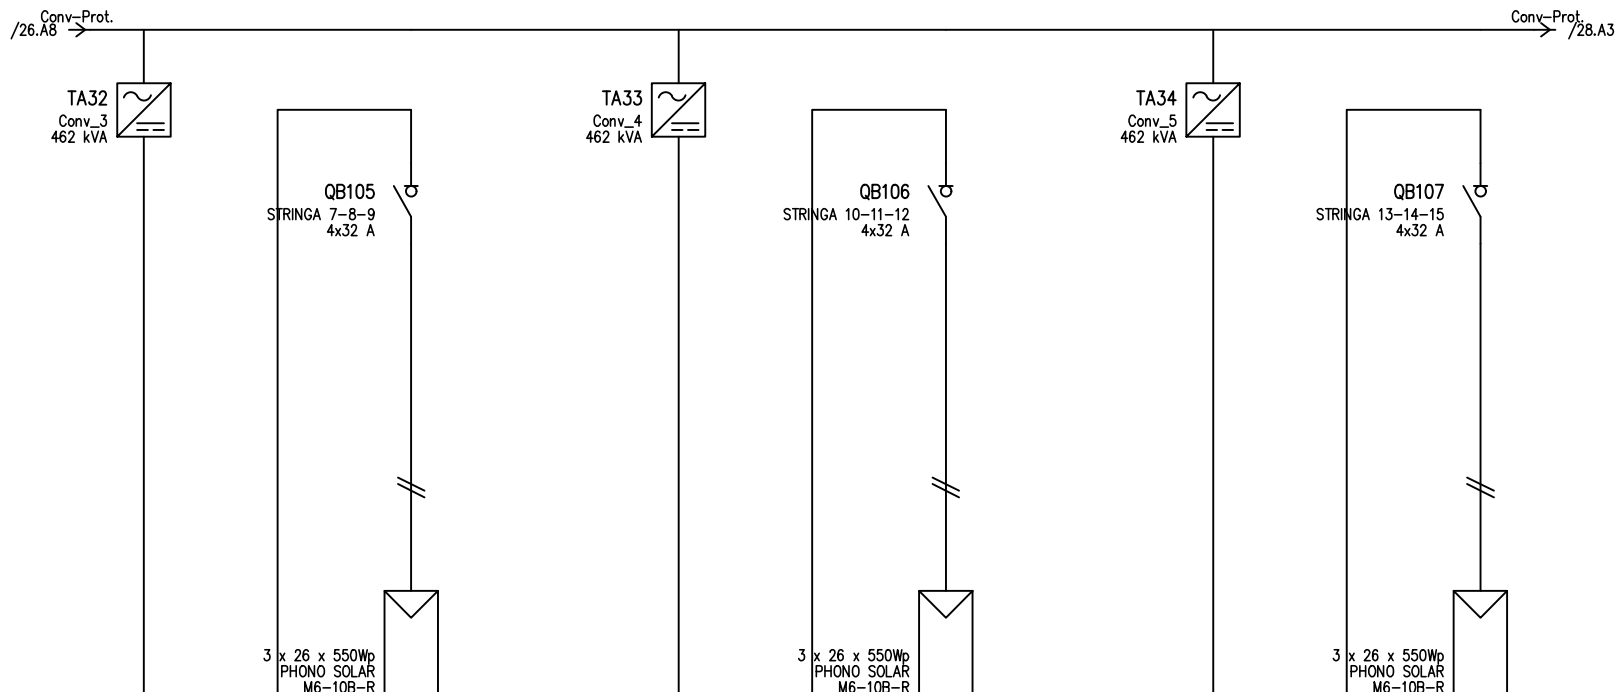 Conv-Prot.
/26.A8
Conv-Prot.
/28.A3
TA32
Conv_3
462 kVA
TA33
Conv_4
462 kVA
TA34
Conv_5
462 kVA
QB105
STRINGA 7-8-9
4x32 A
QB106
STRINGA 10-11-12
4x32 A
QB107
STRINGA 13-14-15
4x32 A
3 x 26 x 550Wp
PHONO SOLAR
M6-10B-R
3 x 26 x 550Wp
PHONO SOLAR
M6-10B-R
3 x 26 x 550Wp
PHONO SOLAR
M6-10B-R